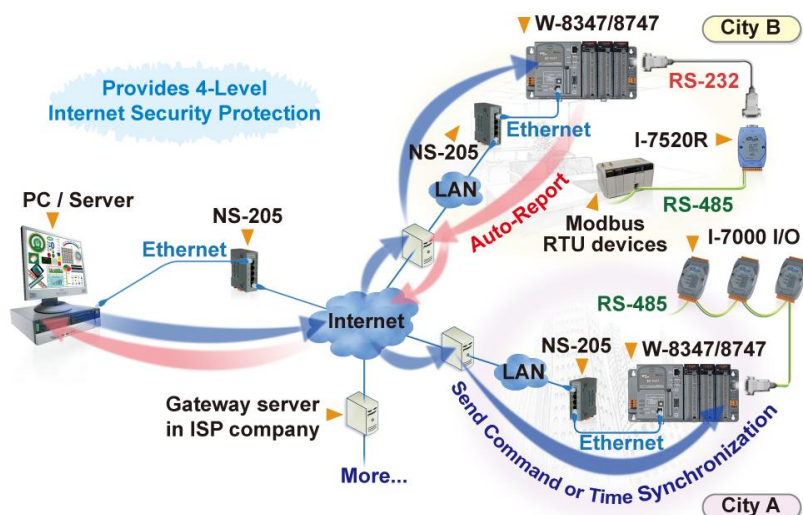 W-8347/8747
City B
Provides 4-Level
Internet Security Protection
RS-232
Ethernet
NS-205
I-7520R
LAN
PC / Server
NS-205
Auto-Report
Modbus
RTU devices
RS-485
I-7000 I/O
Ethernet
RS-485
Internet
NS-205
W-8347/8747
LAN
Gateway server
in ISP company
Ethernet
Send Command or Time Synchronization
More...
City A